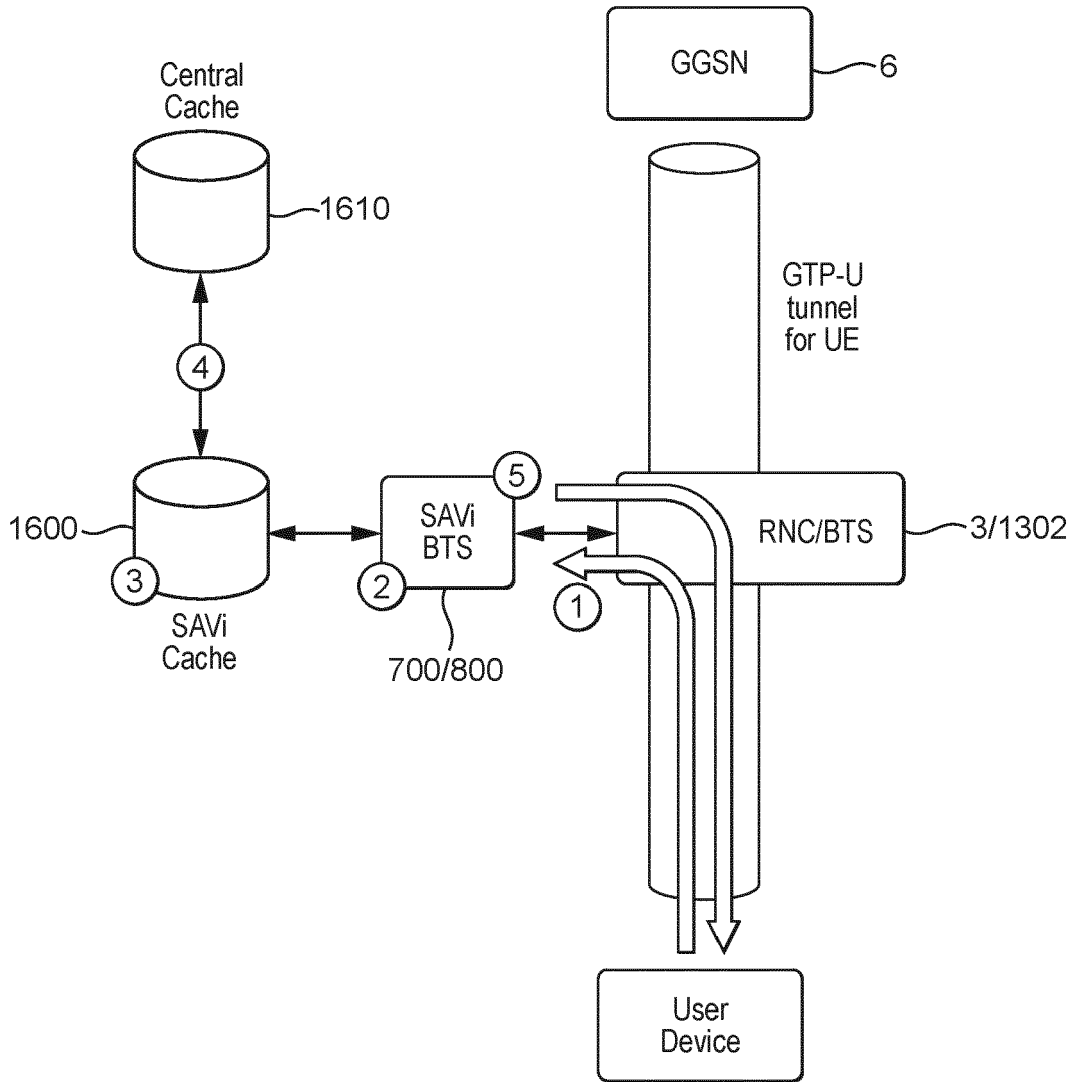 GGSN
6
Central
Cache
1610
GTP-U
tunnel
for UE
4
5
1600
SAVi
BTS
RNC/BTS
3/1302
3
2
1
SAVi
Cache
700/800
User
Device